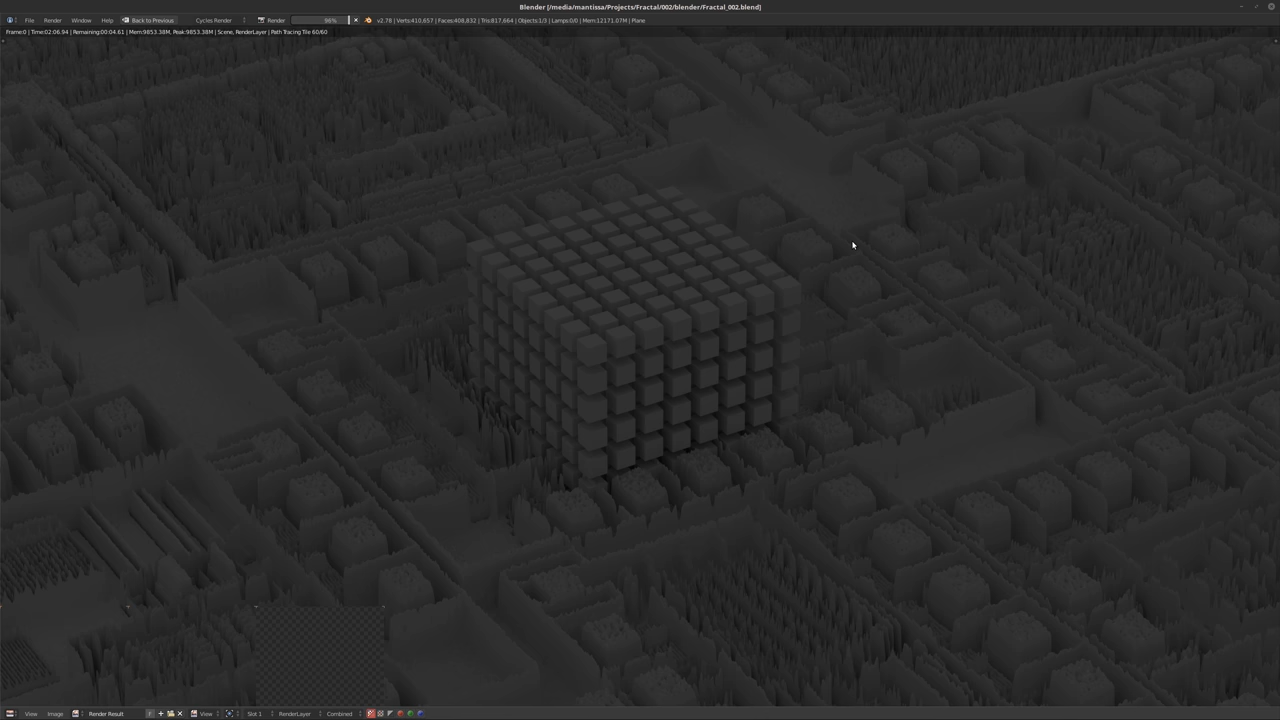 Blender [/media/mantissa/Projects/Fractal/002/blender/Fractal_002.blend]
File Render Window Help Back to Previous Cycles Render Render 86% v2.78 | Verts:410,657 | Faces:408,832 | Tris:817,664 | Objects:1/3 | Lamps:0/0 | Mem:12171.07M | Plane
Frame:0 | Time:02:06.94 | Remaining:00:04.61 | Mem:9853.38M, Peak:9853.38M | Scene, RenderLayer | Path Tracing Tile 60/60
View Image Render Result F View Slot 1 RenderLayer Combined